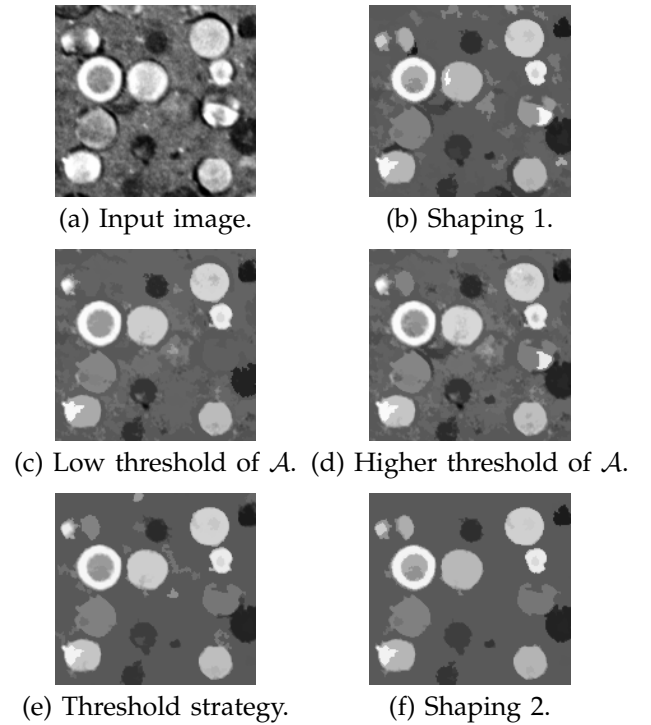 (a) Input image.
(b) Shaping 1.
(c) Low threshold of 𝒜.
(d) Higher threshold of 𝒜.
(e) Threshold strategy.
(f) Shaping 2.